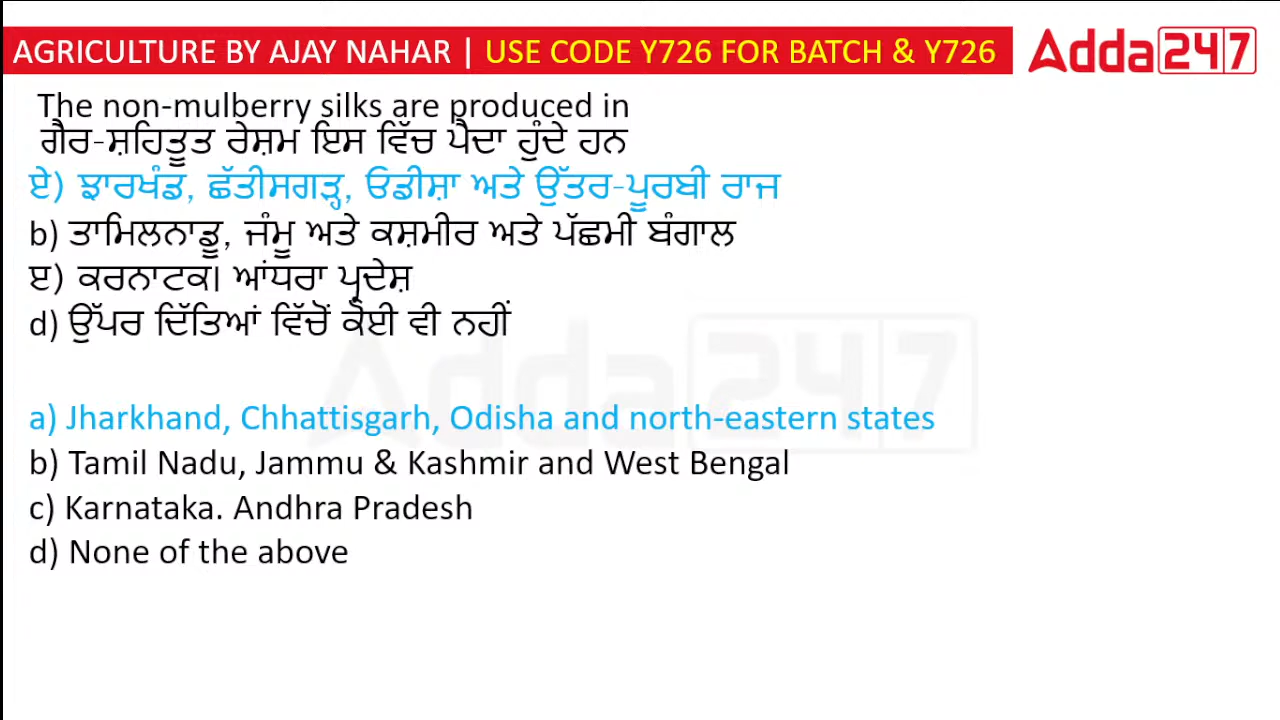 AGRICULTURE BY AJAY NAHAR | USE CODE Y726 FOR BATCH & Y726
Adda247
The non-mulberry silks are produced in
ਗੈਰ-ਸ਼ਹਿਤੂਤ ਰੇਸ਼ਮ ਇਸ ਵਿੱਚ ਪੈਦਾ ਹੁੰਦੇ ਹਨ
ਏ) ਝਾਰਖੰਡ, ਛੱਤੀਸਗੜ੍ਹ, ਓਡੀਸ਼ਾ ਅਤੇ ਉੱਤਰ-ਪੂਰਬੀ ਰਾਜ
b) ਤਾਮਿਲਨਾਡੂ, ਜੰਮੂ ਅਤੇ ਕਸ਼ਮੀਰ ਅਤੇ ਪੱਛਮੀ ਬੰਗਾਲ
ੲ) ਕਰਨਾਟਕ। ਆਂਧਰਾ ਪ੍ਰਦੇਸ਼
d) ਉੱਪਰ ਦਿੱਤਿਆਂ ਵਿੱਚੋਂ ਕੋਈ ਵੀ ਨਹੀਂ
Adda247
a) Jharkhand, Chhattisgarh, Odisha and north-eastern states
b) Tamil Nadu, Jammu & Kashmir and West Bengal
c) Karnataka. Andhra Pradesh
d) None of the above